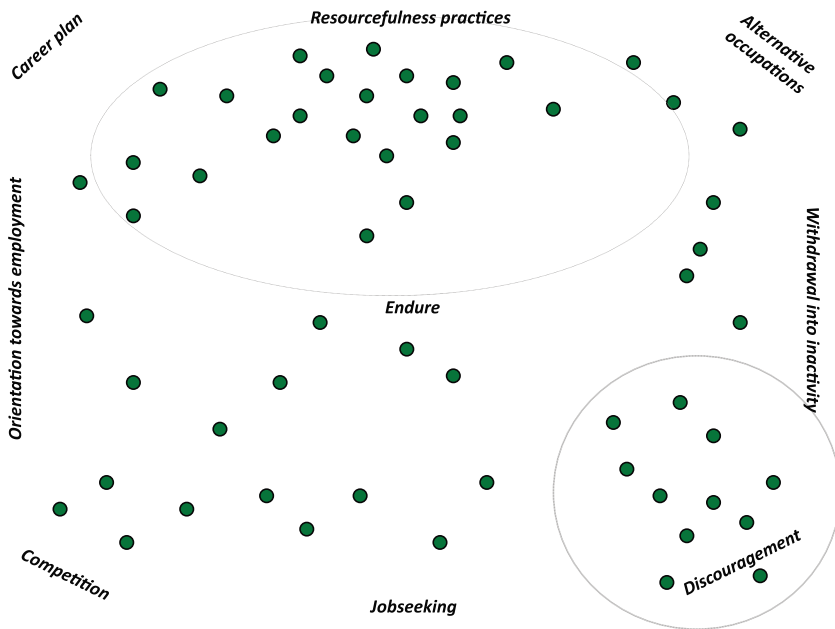 Resourcefulness practices
Career plan
Alternative
occupations
Orientation towards employment
Withdrawal into inactivity
Endure
Competition
Discouragement
Jobseeking